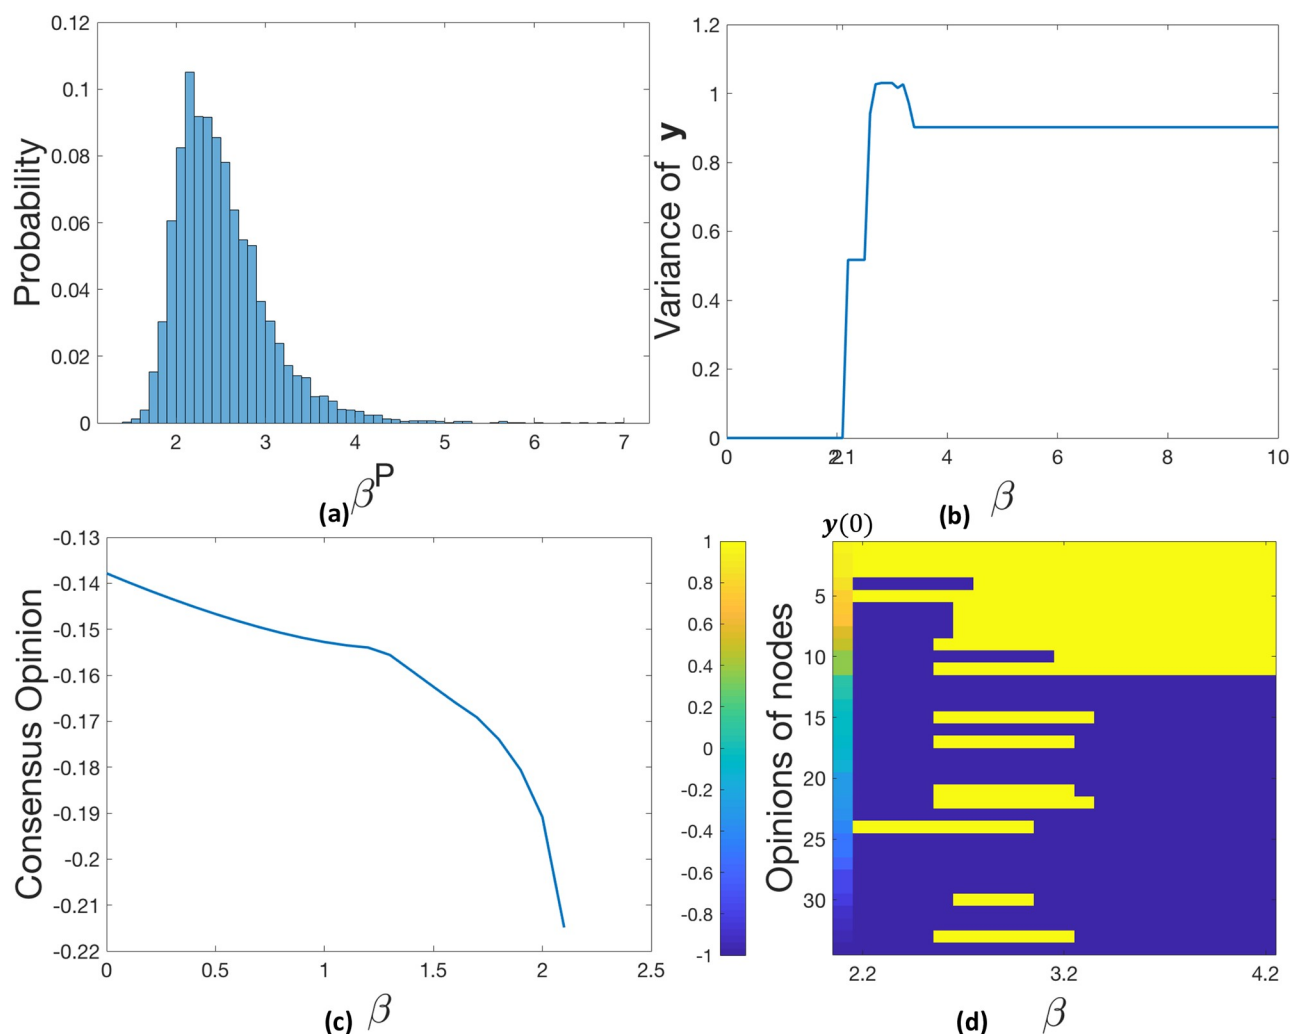 0.12
0.1
0.08
0.06
0.04
0.02
0
Probability
2 3 4 5 6 7
β^P
(a)
1.2
1
0.8
0.6
0.4
0.2
0
Variance of y
0 2 2.1 4 6 8 10
β
(b)
-0.13
-0.14
-0.15
-0.16
-0.17
-0.18
-0.19
-0.2
-0.21
-0.22
Consensus Opinion
0 0.5 1 1.5 2 2.5
β
(c)
1
0.8
0.6
0.4
0.2
0
-0.2
-0.4
-0.6
-0.8
-1
y(0)
Opinions of nodes
5
10
15
20
25
30
2.2 3.2 4.2
β
(d)